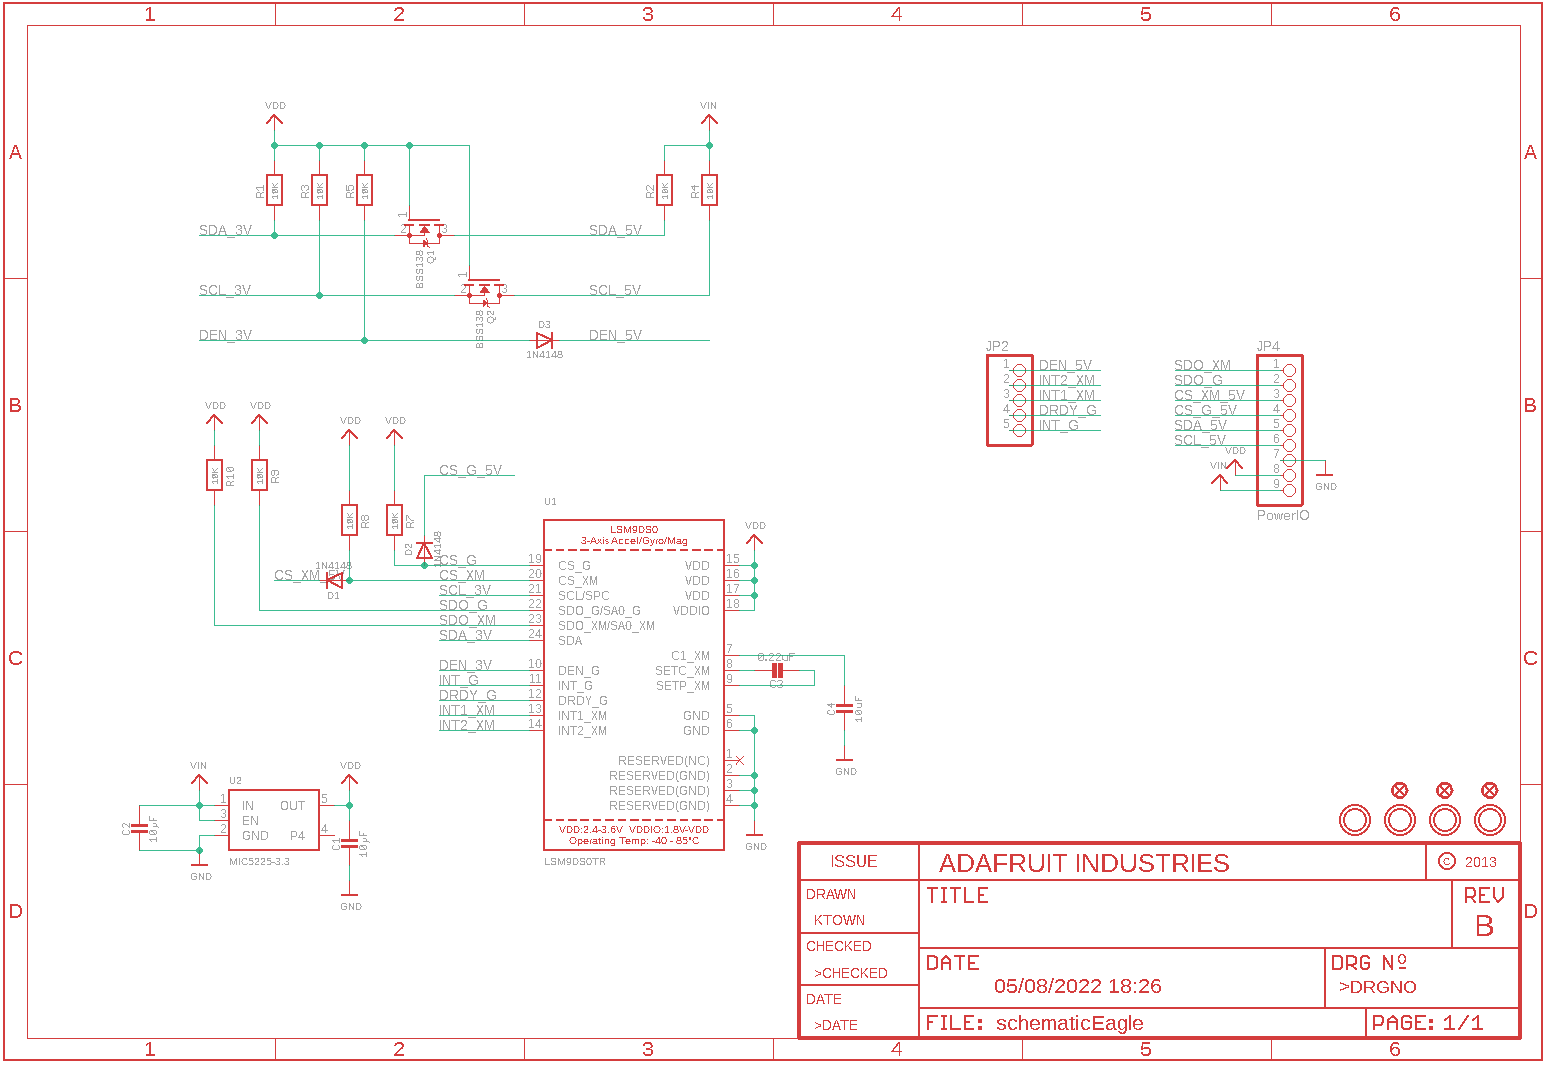 1 2 3 4 5 6
A A
B B
C C
D D
VDD
VIN
R1 10K
R3 10K
R5 10K
R2 10K
R4 10K
SDA_3V
1
2 3
BSS138
Q1
SDA_5V
SCL_3V
1
2 3
BSS138
Q2
SCL_5V
DEN_3V
D3
1N4148
DEN_5V
JP2
1 DEN_5V
2 INT2_XM
3 INT1_XM
4 DRDY_G
5 INT_G
JP4
SDO_XM 1
SDO_G 2
CS_XM_5V 3
CS_G_5V 4
SDA_5V 5
SCL_5V 6
7
VDD 8
VIN 9
GND
PowerIO
VDD VDD VDD VDD
10K R10
10K R9
10K R8
10K R7
CS_G_5V
D2
1N4148
CS_XM
1N4148
D1
U1
LSM9DS0
3-Axis Accel/Gyro/Mag
CS_G 19 CS_G
CS_XM 20 CS_XM
SCL_3V 21 SCL/SPC
SDO_G 22 SDO_G/SA0_G
SDO_XM 23 SDO_XM/SA0_XM
SDA_3V 24 SDA
DEN_3V 10 DEN_G
INT_G 11 INT_G
DRDY_G 12 DRDY_G
INT1_XM 13 INT1_XM
INT2_XM 14 INT2_XM
VDD
VDD 15
VDD 16
VDD 17
VDDIO 18
C1_XM 7
SETC_XM 8
SETP_XM 9
0.22uF
C3
C4
10uF
GND
GND 5
GND 6
RESERVED(NC) 1
RESERVED(GND) 2
RESERVED(GND) 3
RESERVED(GND) 4
VDD:2.4-3.6V VDDIO:1.8V-VDD
Operating Temp: -40 - 85°C
LSM9DS0TR
GND
VIN
U2
VDD
1 IN OUT 5
3 EN
2 GND P4 4
MIC5225-3.3
C2
10µF
C1
10µF
GND
GND
ISSUE
ADAFRUIT INDUSTRIES
© 2013
DRAWN
KTOWN
TITLE
REV
B
CHECKED
>CHECKED
DATE
05/08/2022 18:26
DRG Nº
>DRGNO
DATE
>DATE
FILE: schematicEagle
PAGE: 1/1
1 2 3 4 5 6